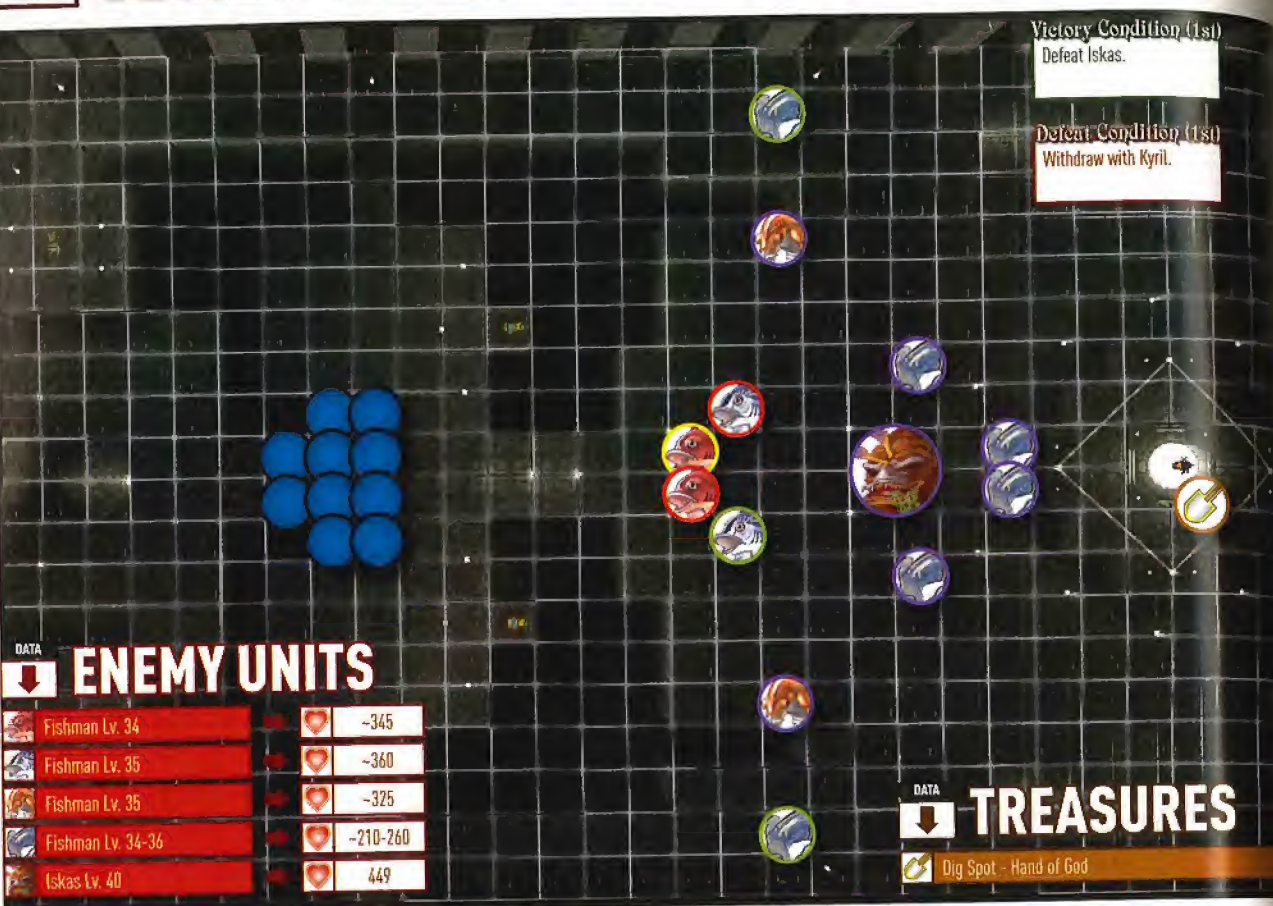 Victory Condition (1st)
Defeat Iskas.
Defeat Condition (1st)
Withdraw with Kyril.
DATA
ENEMY UNITS
Fishman Lv. 34
~345
Fishman Lv. 35
~360
Fishman Lv. 35
~325
Fishman Lv. 34-36
~210-260
Iskas Lv. 40
449
DATA
TREASURES
Dig Spot - Hand of God